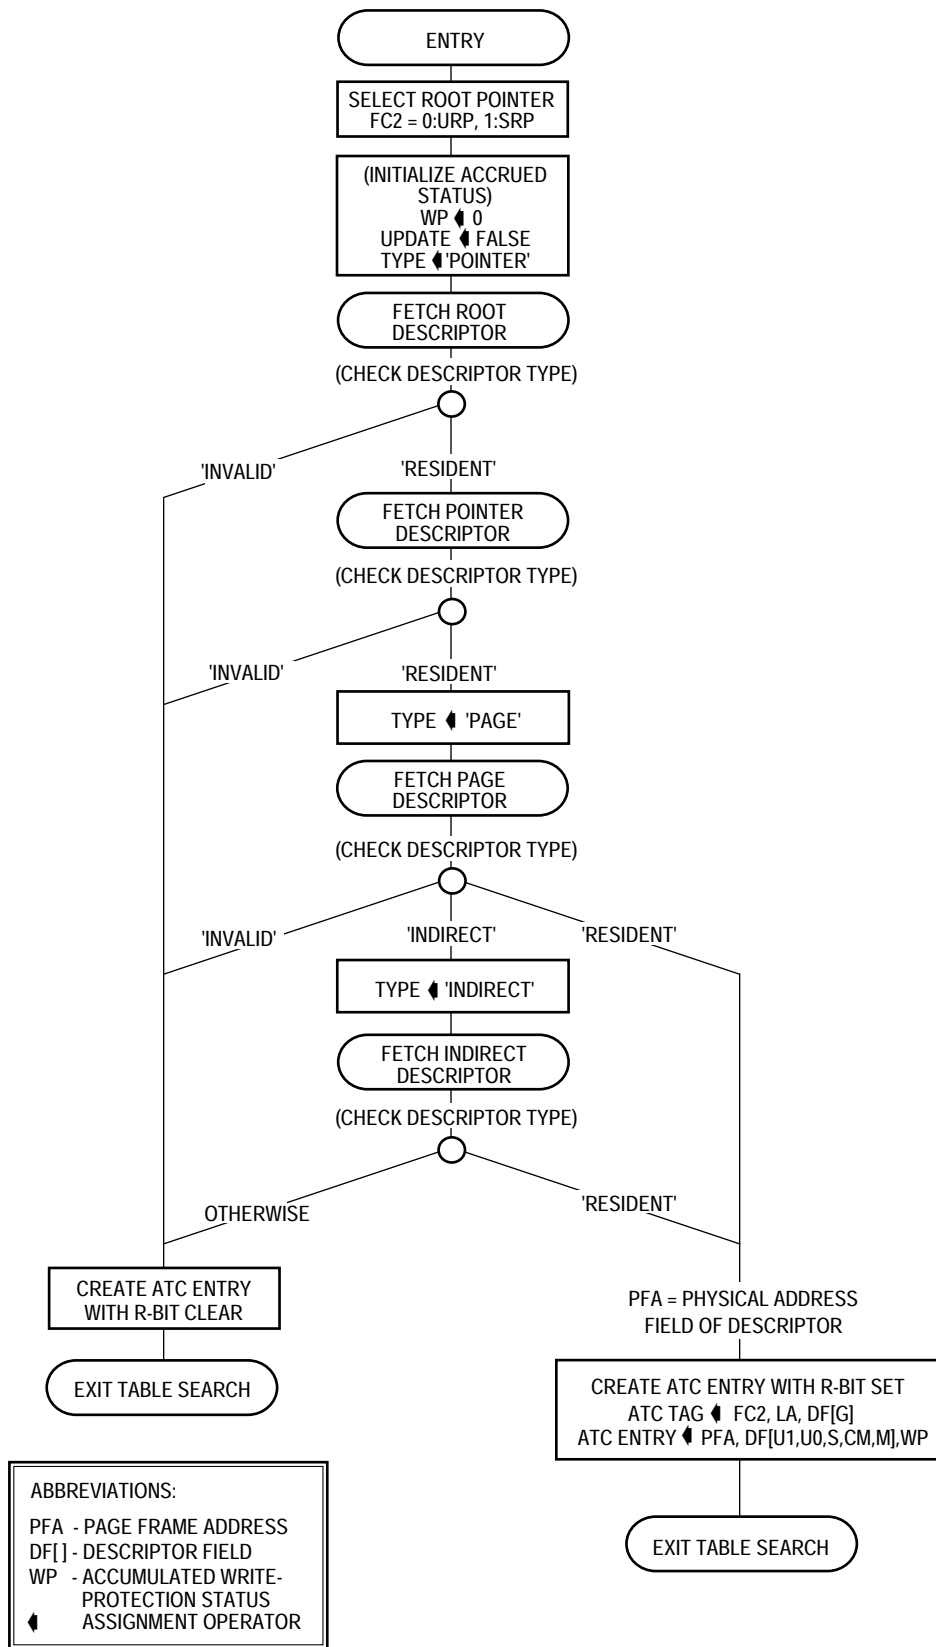 ENTRY
SELECT ROOT POINTER
FC2 = 0:URP, 1:SRP
(INITIALIZE ACCRUED
STATUS)
WP ⯇ 0
UPDATE ⯇ FALSE
TYPE ⯇ 'POINTER'
FETCH ROOT
DESCRIPTOR
(CHECK DESCRIPTOR TYPE)
'INVALID'
'RESIDENT'
FETCH POINTER
DESCRIPTOR
(CHECK DESCRIPTOR TYPE)
'INVALID'
'RESIDENT'
TYPE ⯇ 'PAGE'
FETCH PAGE
DESCRIPTOR
(CHECK DESCRIPTOR TYPE)
'INVALID'
'INDIRECT'
'RESIDENT'
TYPE ⯇ 'INDIRECT'
FETCH INDIRECT
DESCRIPTOR
(CHECK DESCRIPTOR TYPE)
OTHERWISE
'RESIDENT'
CREATE ATC ENTRY
WITH R-BIT CLEAR
EXIT TABLE SEARCH
PFA = PHYSICAL ADDRESS
FIELD OF DESCRIPTOR
CREATE ATC ENTRY WITH R-BIT SET
ATC TAG ⯇ FC2, LA, DF[G]
ATC ENTRY ⯇ PFA, DF[U1,U0,S,CM,M],WP
EXIT TABLE SEARCH
ABBREVIATIONS:
PFA - PAGE FRAME ADDRESS
DF[ ] - DESCRIPTOR FIELD
WP - ACCUMULATED WRITE-
PROTECTION STATUS
⯇ ASSIGNMENT OPERATOR